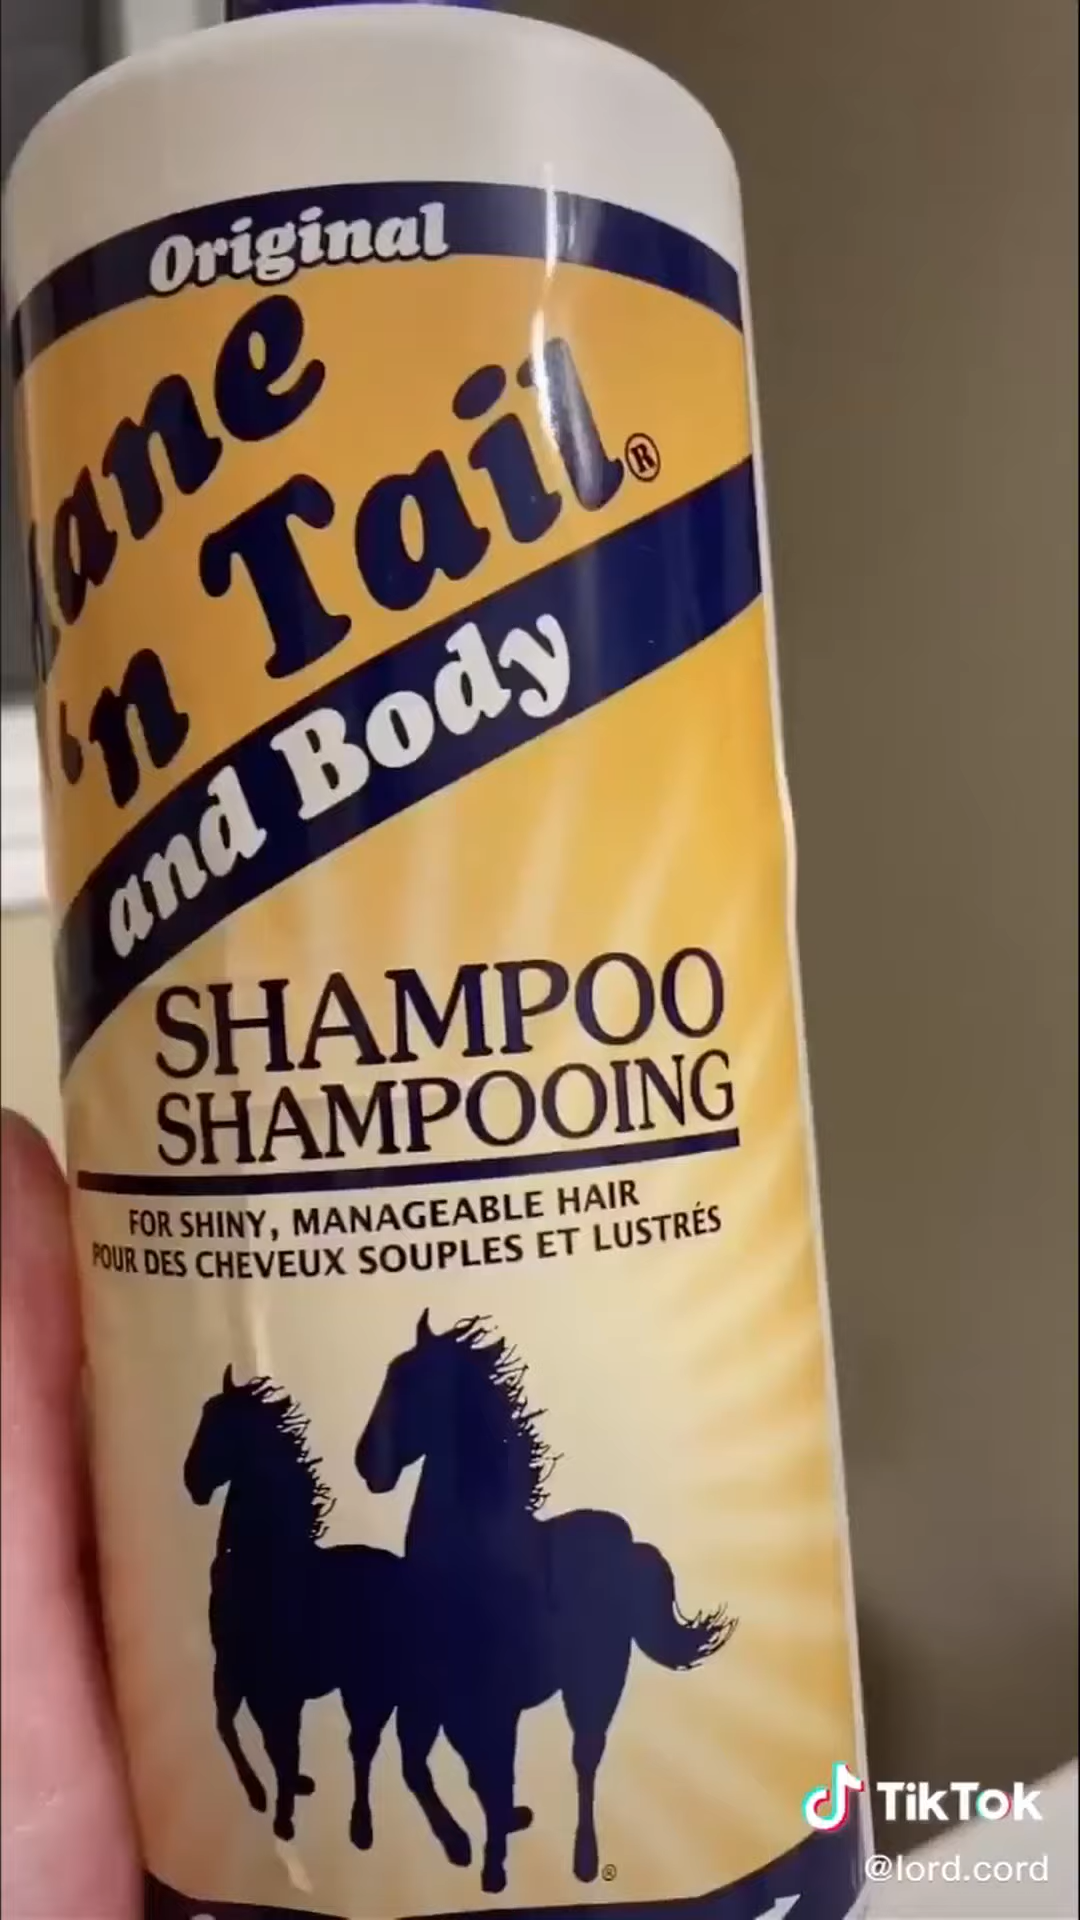 Original
Mane
'n Tail®
and Body
SHAMPOO
SHAMPOOING
FOR SHINY, MANAGEABLE HAIR
POUR DES CHEVEUX SOUPLES ET LUSTRÉS
®
TikTok
@lord.cord